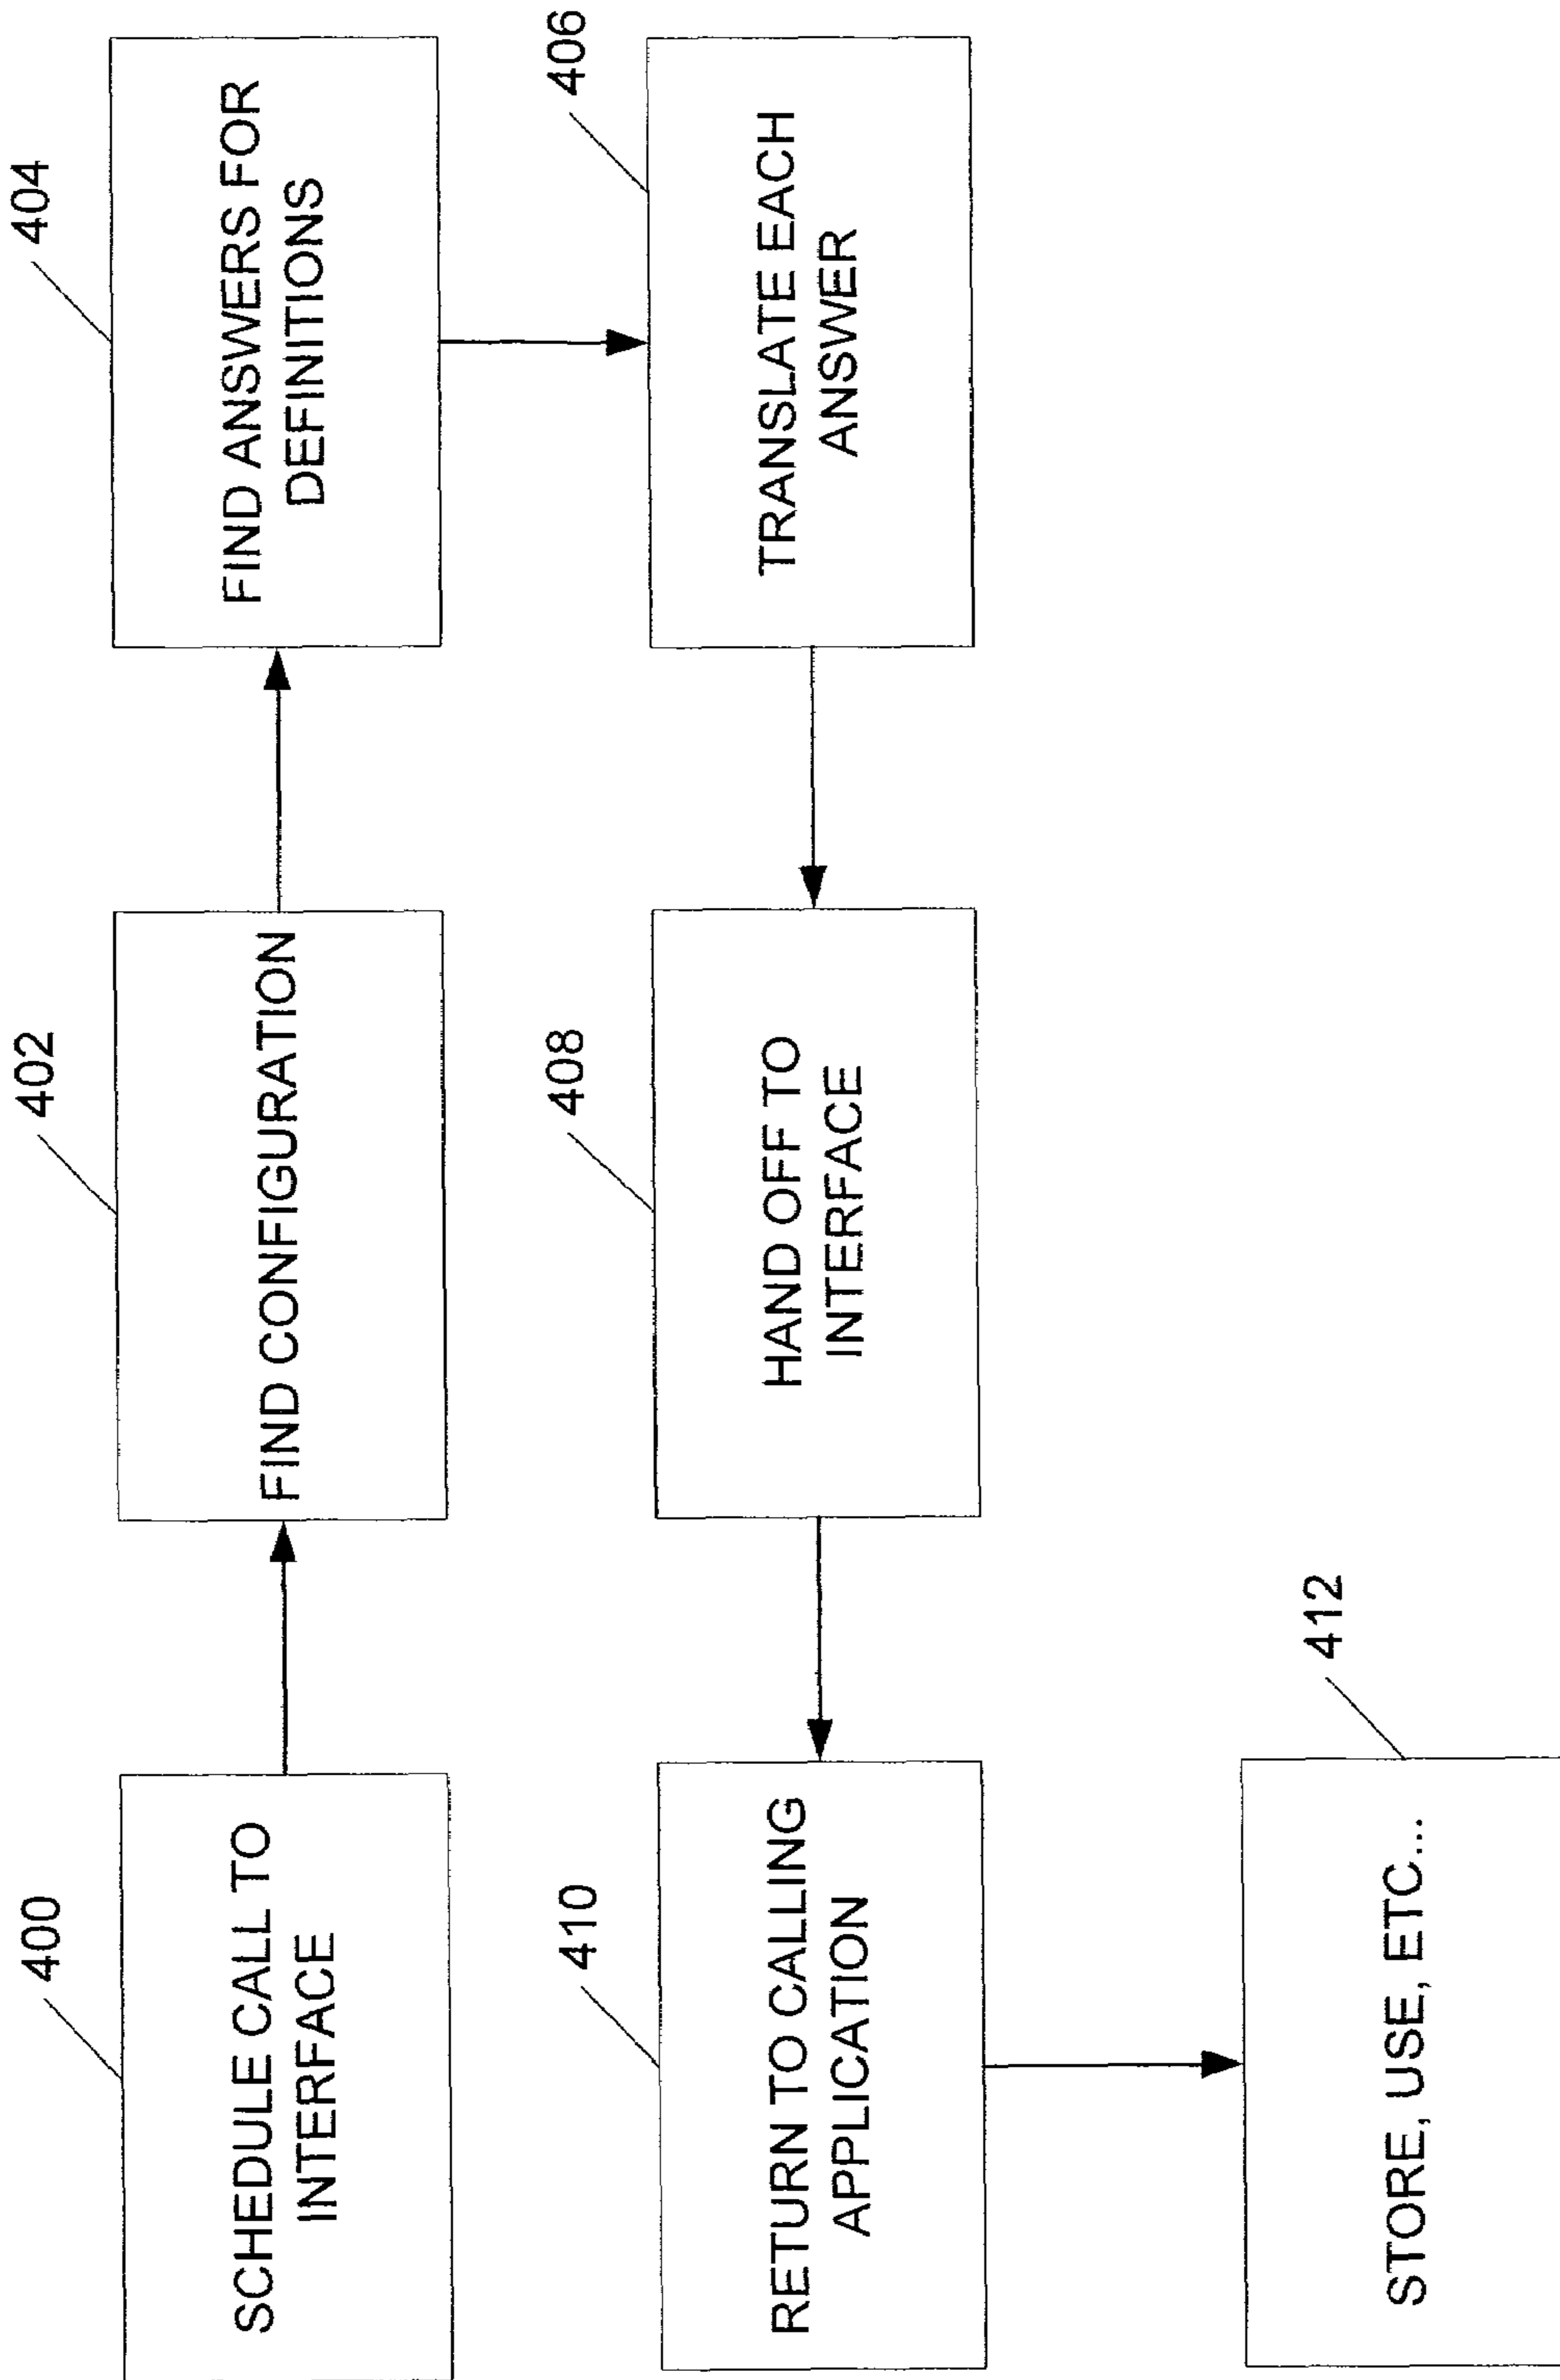 400
SCHEDULE CALL TO
INTERFACE
402
FIND CONFIGURATION
404
FIND ANSWERS FOR
DEFINITIONS
406
TRANSLATE EACH
ANSWER
408
HAND OFF TO
INTERFACE
410
RETURN TO CALLING
APPLICATION
412
STORE, USE, ETC...